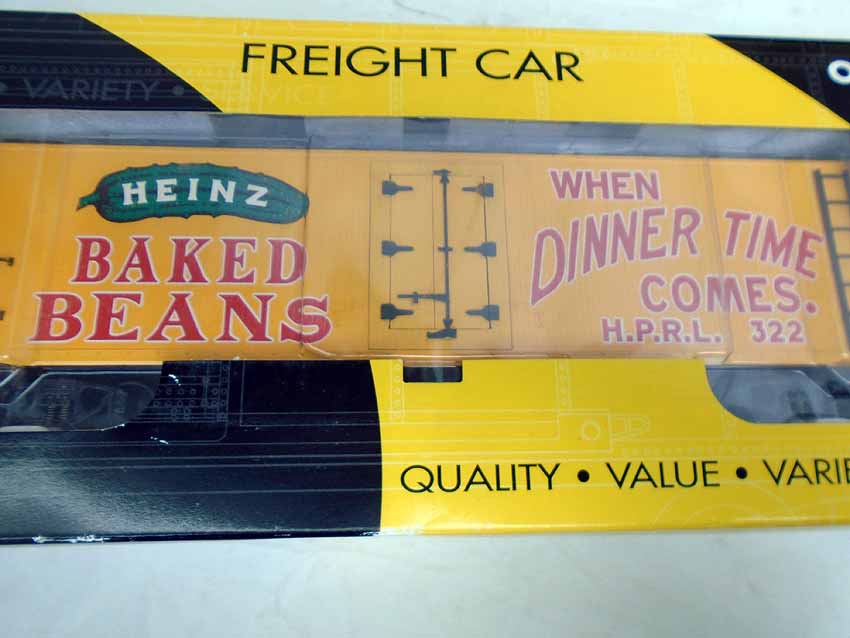 FREIGHT CAR
• VARIETY • SERVICE
HEINZ
BAKED
BEANS
WHEN
DINNER TIME
COMES.
H.P.R.L. 322
QUALITY • VALUE • VARIE